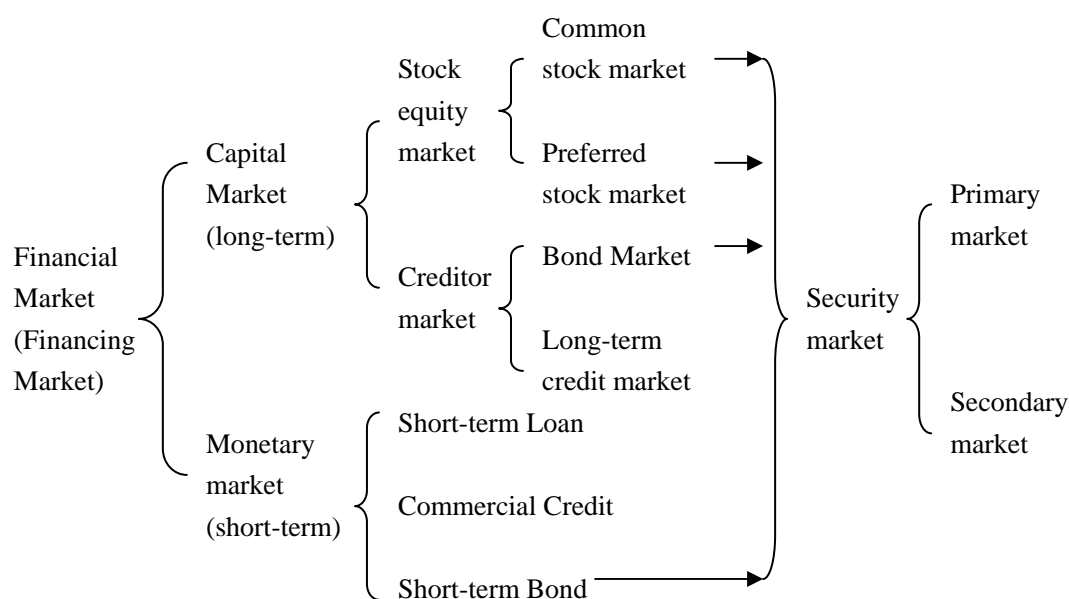 Financial
Market
(Financing
Market)
Capital
Market
(long-term)
Monetary
market
(short-term)
Stock
equity
market
Creditor
market
Short-term Loan
Commercial Credit
Short-term Bond
Common
stock market
Preferred
stock market
Bond Market
Long-term
credit market
Security
market
Primary
market
Secondary
market